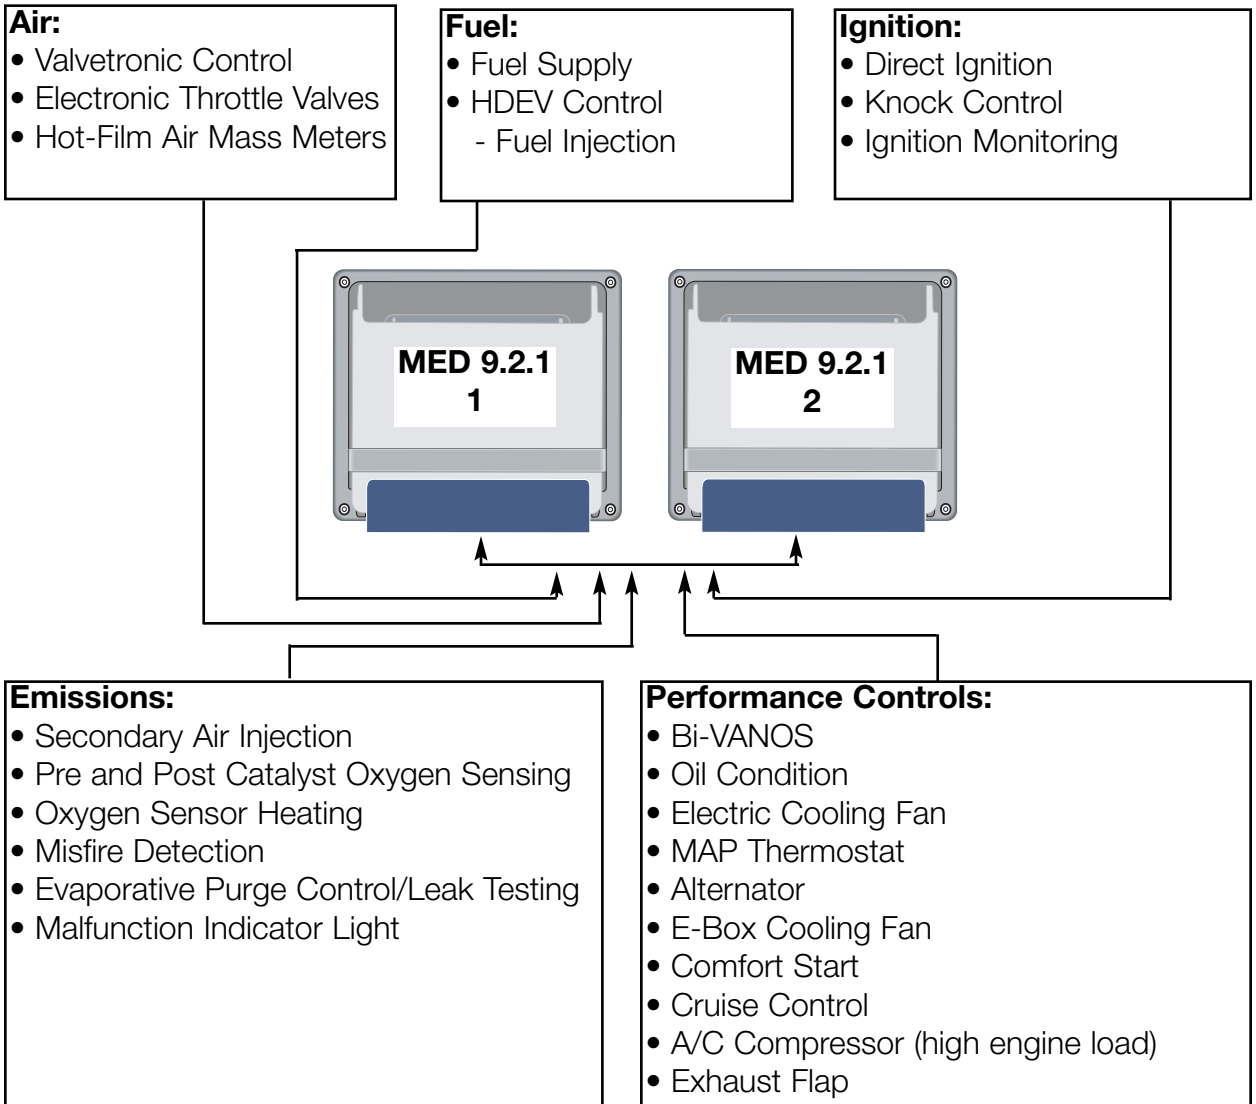 Air:
• Valvetronic Control
• Electronic Throttle Valves
• Hot-Film Air Mass Meters
Fuel:
• Fuel Supply
• HDEV Control
- Fuel Injection
Ignition:
• Direct Ignition
• Knock Control
• Ignition Monitoring
MED 9.2.1
1
MED 9.2.1
2
Emissions:
• Secondary Air Injection
• Pre and Post Catalyst Oxygen Sensing
• Oxygen Sensor Heating
• Misfire Detection
• Evaporative Purge Control/Leak Testing
• Malfunction Indicator Light
Performance Controls:
• Bi-VANOS
• Oil Condition
• Electric Cooling Fan
• MAP Thermostat
• Alternator
• E-Box Cooling Fan
• Comfort Start
• Cruise Control
• A/C Compressor (high engine load)
• Exhaust Flap